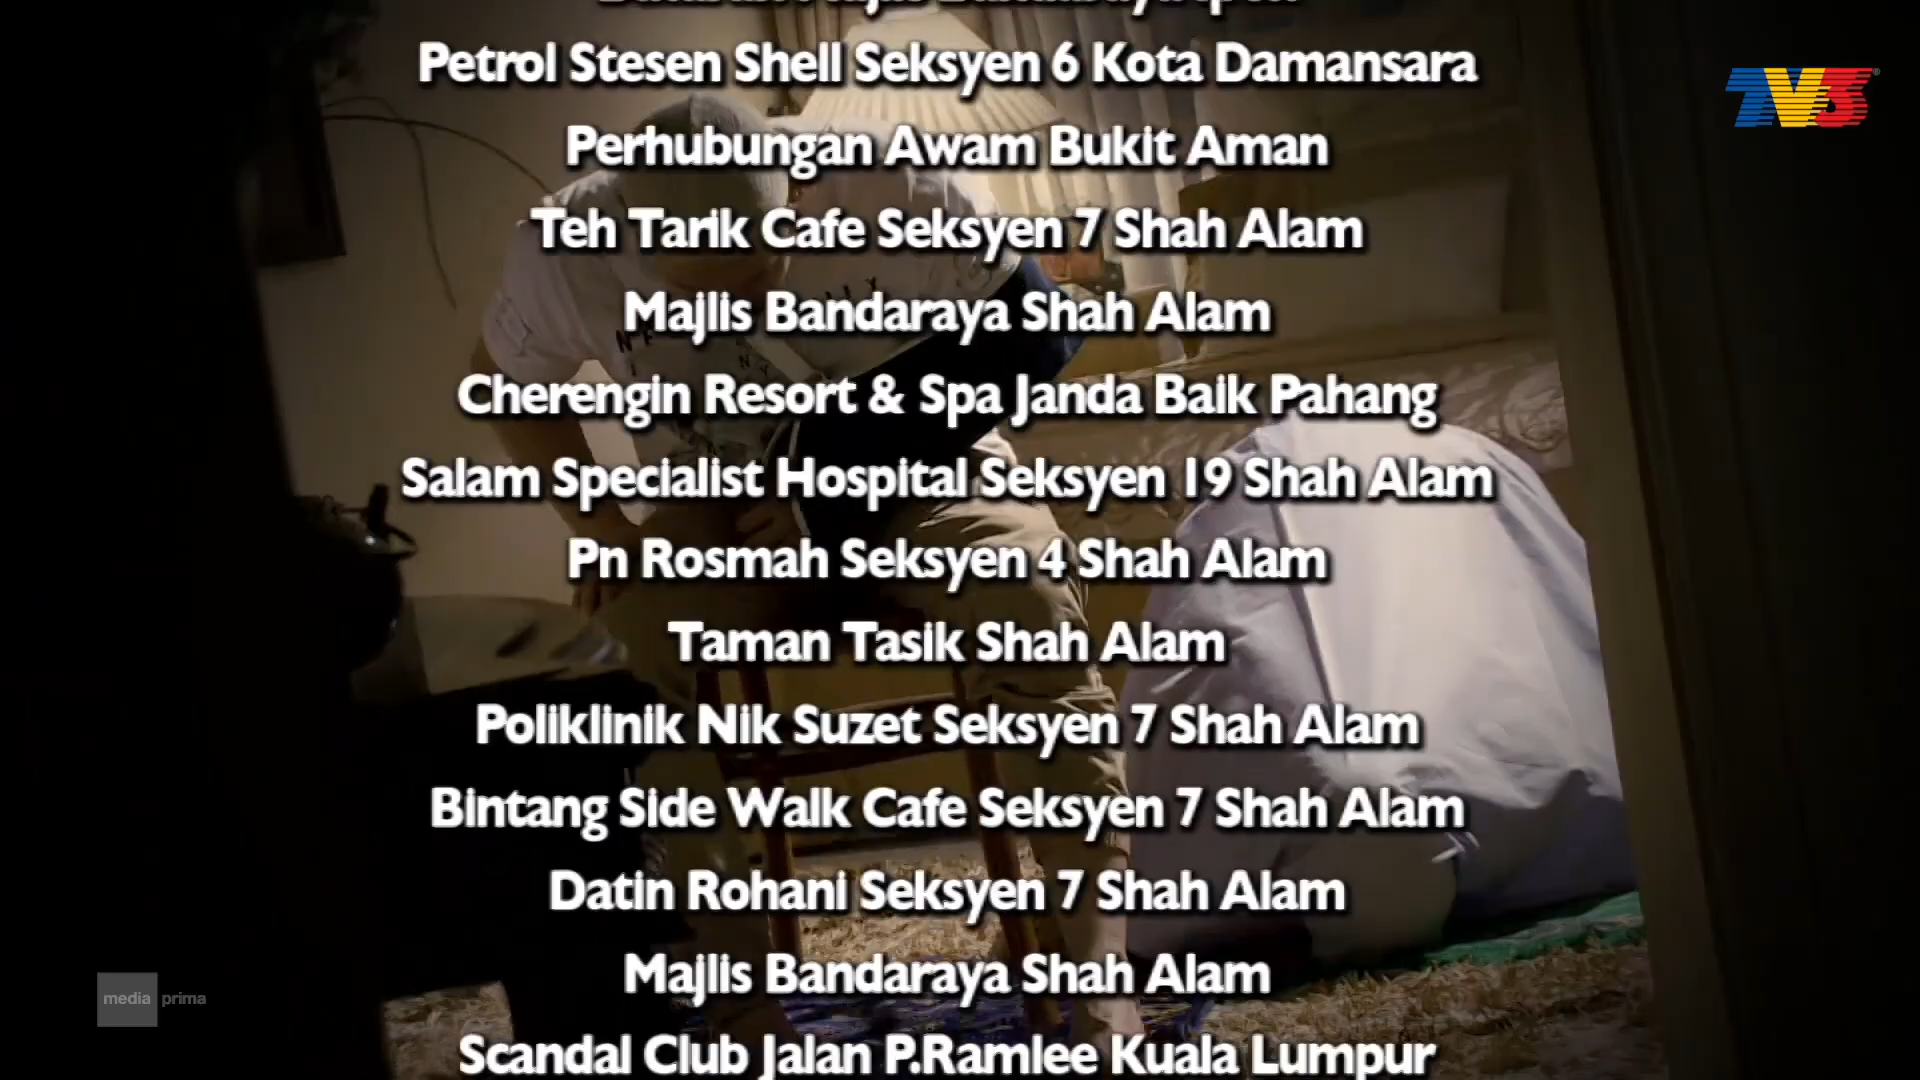 Petrol Stesen Shell Seksyen 6 Kota Damansara
TV3
Perhubungan Awam Bukit Aman
Teh Tarik Cafe Seksyen 7 Shah Alam
Majlis Bandaraya Shah Alam
Cherengin Resort & Spa Janda Baik Pahang
Salam Specialist Hospital Seksyen 19 Shah Alam
Pn Rosmah Seksyen 4 Shah Alam
Taman Tasik Shah Alam
Poliklinik Nik Suzet Seksyen 7 Shah Alam
Bintang Side Walk Cafe Seksyen 7 Shah Alam
Datin Rohani Seksyen 7 Shah Alam
Majlis Bandaraya Shah Alam
media prima
Scandal Club Jalan P.Ramlee Kuala Lumpur